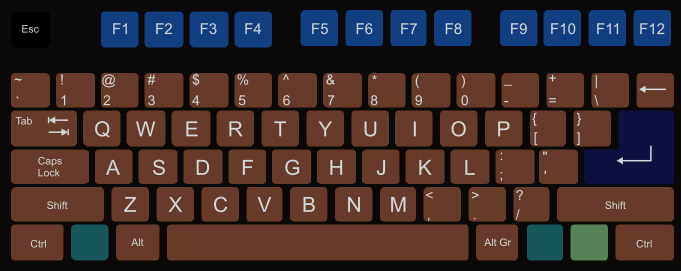 Esc F1 F2 F3 F4 F5 F6 F7 F8 F9 F10 F11 F12
~ ! @ # $ % ^ & * ( ) _ + |
` 1 2 3 4 5 6 7 8 9 0 - = \ ←
Tab Q W E R T Y U I O P { }
[ ]
Caps Lock A S D F G H J K L : "
; '
Shift Z X C V B N M < > ? Shift
, . /
Ctrl Alt Alt Gr Ctrl